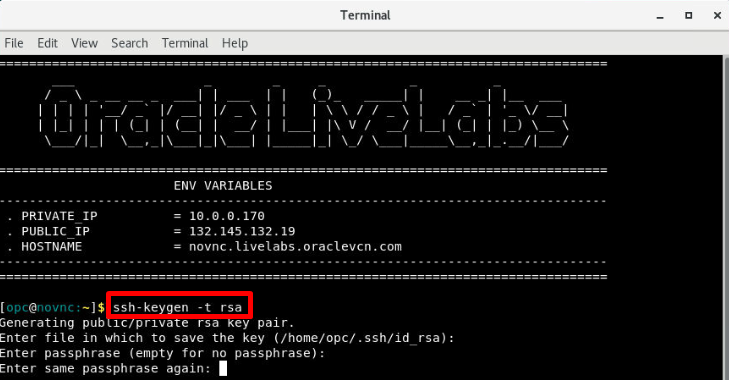 Terminal
File Edit View Search Terminal Help
================================================================================
OracleLiveLabs
================================================================================
ENV VARIABLES
--------------------------------------------------------------------------------
. PRIVATE_IP = 10.0.0.170
. PUBLIC_IP = 132.145.132.19
. HOSTNAME = novnc.livelabs.oraclevcn.com
--------------------------------------------------------------------------------
================================================================================
[opc@novnc:~]$ ssh-keygen -t rsa
Generating public/private rsa key pair.
Enter file in which to save the key (/home/opc/.ssh/id_rsa):
Enter passphrase (empty for no passphrase):
Enter same passphrase again: